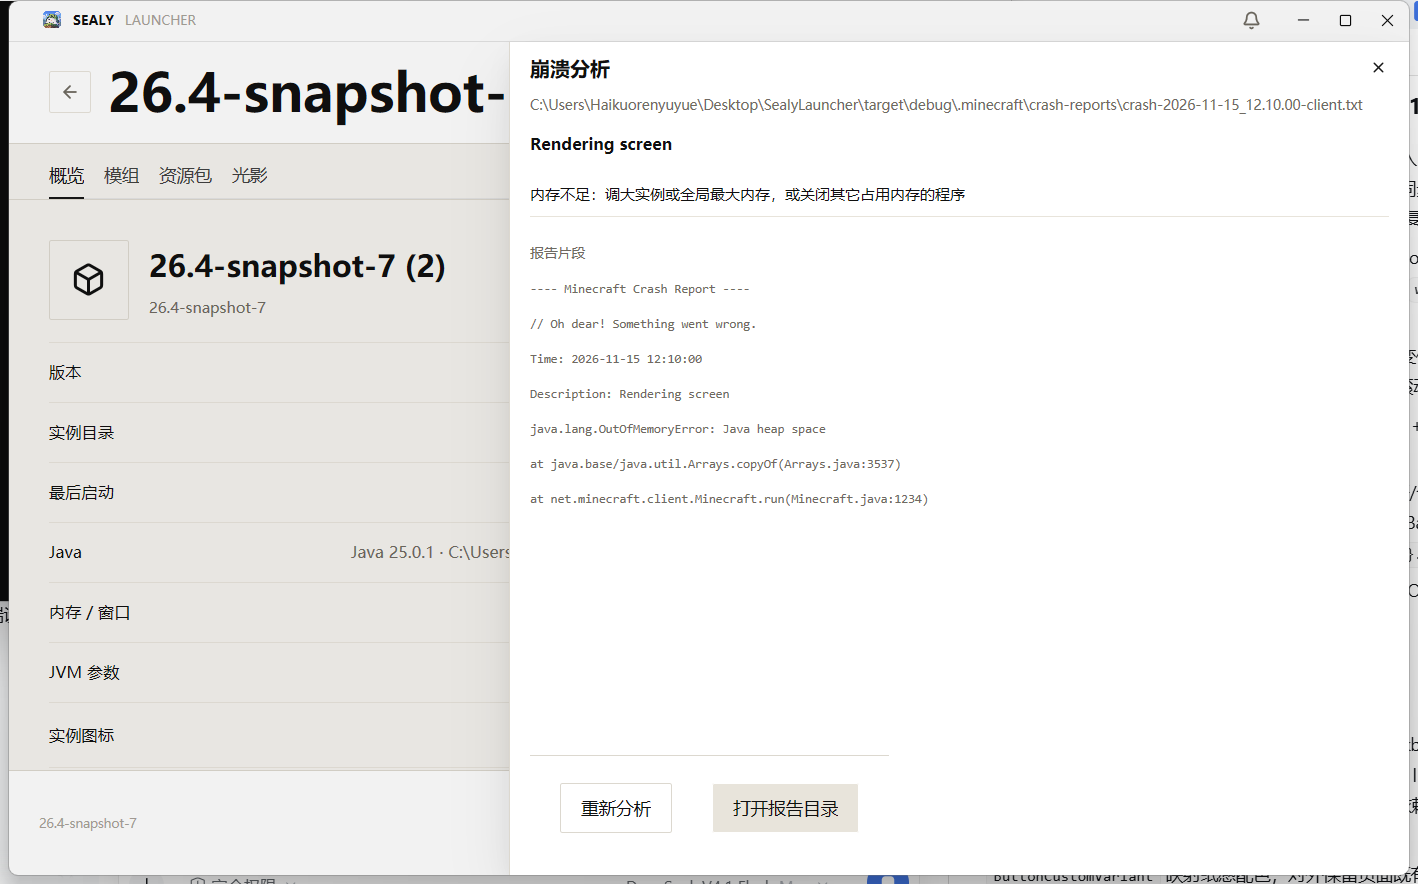 SEALY LAUNCHER
26.4-snapshot-
概览 模组 资源包 光影
26.4-snapshot-7 (2)
26.4-snapshot-7
版本
实例目录
最后启动
Java Java 25.0.1 · C:\Users
内存 / 窗口
JVM 参数
实例图标
26.4-snapshot-7
崩溃分析
C:\Users\Haikuorenyuyue\Desktop\SealyLauncher\target\debug\.minecraft\crash-reports\crash-2026-11-15_12.10.00-client.txt
Rendering screen
内存不足：调大实例或全局最大内存，或关闭其它占用内存的程序
报告片段
---- Minecraft Crash Report ----
// Oh dear! Something went wrong.
Time: 2026-11-15 12:10:00
Description: Rendering screen
java.lang.OutOfMemoryError: Java heap space
at java.base/java.util.Arrays.copyOf(Arrays.java:3537)
at net.minecraft.client.Minecraft.run(Minecraft.java:1234)
重新分析 打开报告目录